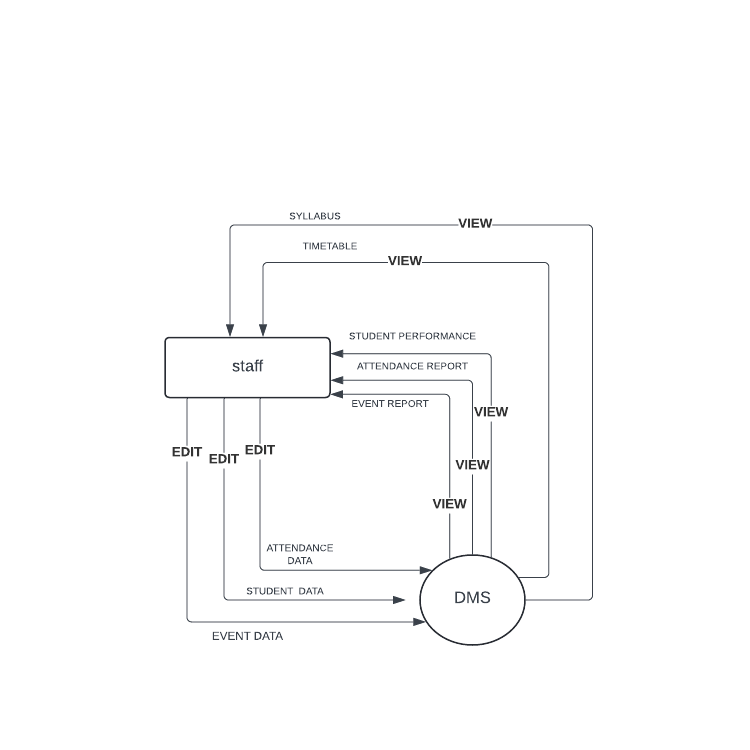 SYLLABUS
VIEW
TIMETABLE
VIEW
STUDENT PERFORMANCE
staff
ATTENDANCE REPORT
EVENT REPORT
VIEW
EDIT
EDIT
EDIT
VIEW
VIEW
ATTENDANCE
DATA
STUDENT DATA
DMS
EVENT DATA